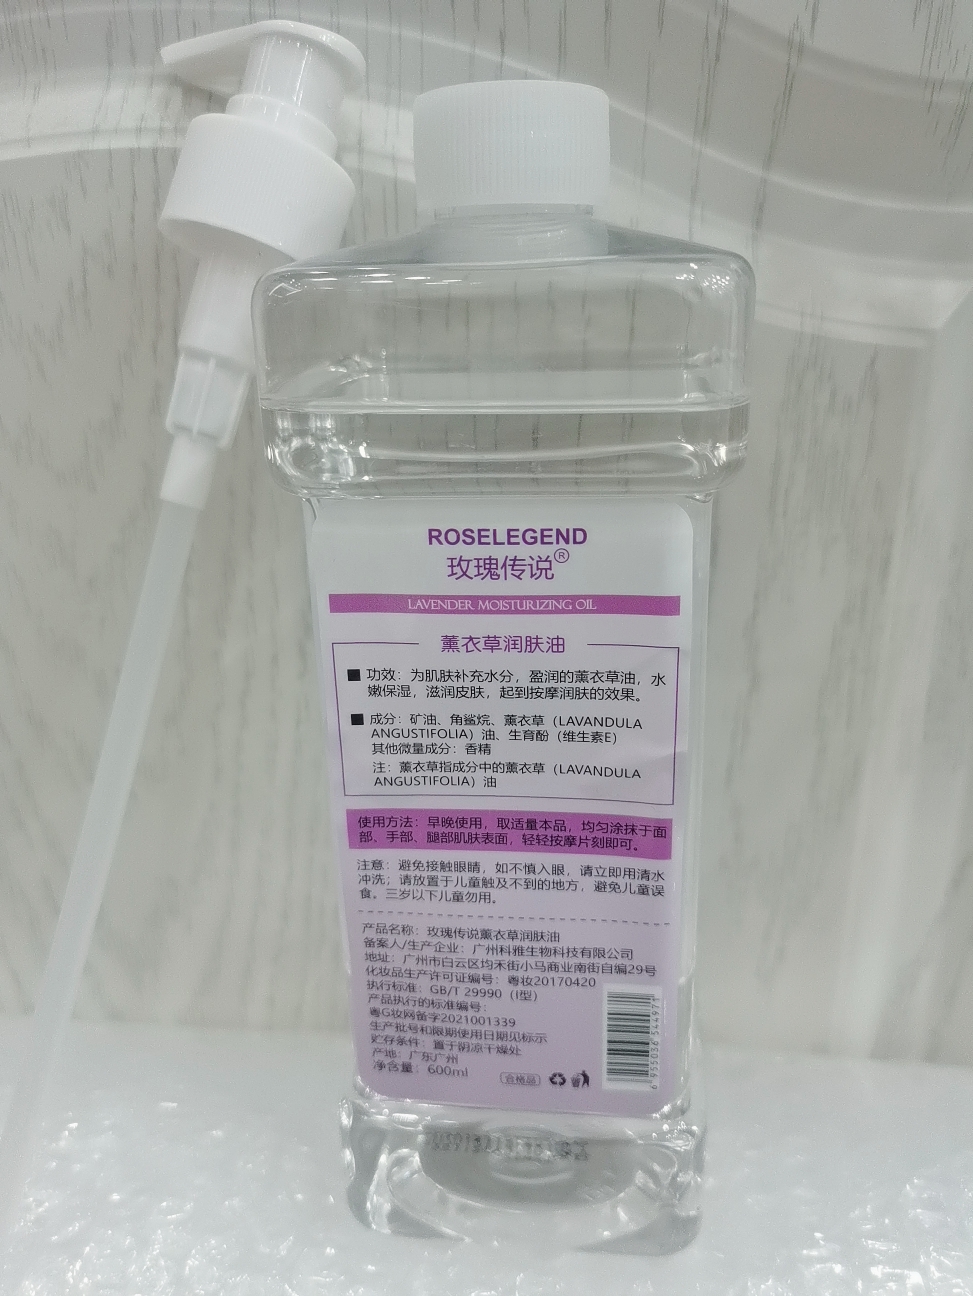 ROSELEGEND
玫瑰传说®
LAVENDER MOISTURIZING OIL
薰衣草润肤油
■ 功效：为肌肤补充水分，盈润的薰衣草油，水
嫩保湿，滋润皮肤，起到按摩润肤的效果。
■ 成分：矿油、角鲨烷、薰衣草（LAVANDULA
ANGUSTIFOLIA）油、生育酚（维生素E）
其他微量成分：香精
注：薰衣草指成分中的薰衣草（LAVANDULA
ANGUSTIFOLIA）油
使用方法：早晚使用，取适量本品，均匀涂抹于面
部、手部、腿部肌肤表面，轻轻按摩片刻即可。
注意：避免接触眼睛，如不慎入眼，请立即用清水
冲洗；请放置于儿童触及不到的地方，避免儿童误
食。三岁以下儿童勿用。
产品名称：玫瑰传说薰衣草润肤油
备案人/生产企业：广州科雅生物科技有限公司
地址：广州市白云区均禾街小马商业南街自编29号
化妆品生产许可证编号：粤妆20170420
执行标准：GB/T 29990（I型）
产品执行的标准编号：
粤G妆网备字2021001339
生产批号和限期使用日期见标示
贮存条件：置于阴凉干燥处
产地：广东广州
净含量：600ml
合格品
6 955036 544971